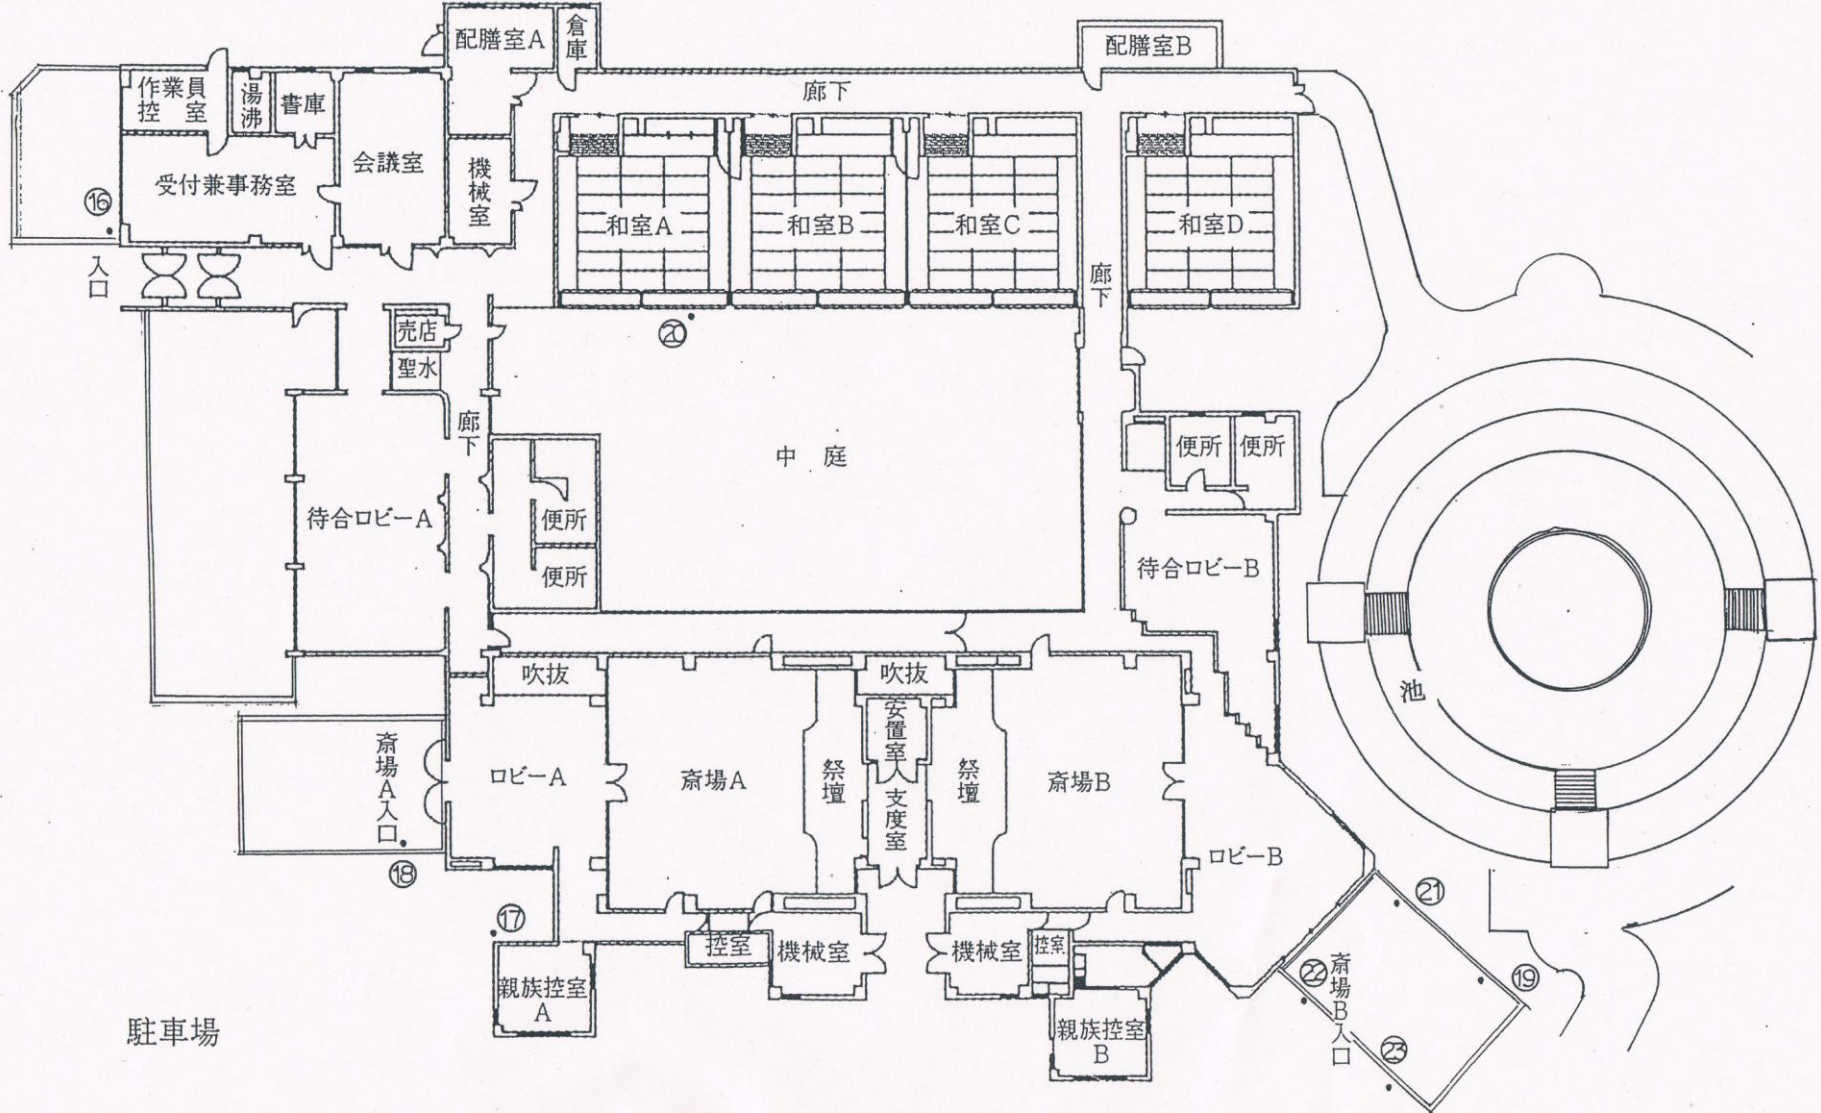 配膳室A
倉庫
配膳室B
作業員
控室
湯沸
書庫
廊下
会議室
機械室
受付兼事務室
⑯
和室A
和室B
和室C
和室D
入口
廊下
売店
⑳
聖水
廊下
中庭
便所
便所
待合ロビーA
便所
便所
待合ロビーB
吹抜
吹抜
池
安置室
斎場A入口
ロビーA
斎場A
祭壇
祭壇
斎場B
支度室
ロビーB
⑱
㉑
⑰
控室
機械室
機械室
控室
㉒
斎場B入口
⑲
親族控室
A
駐車場
親族控室
B
㉓